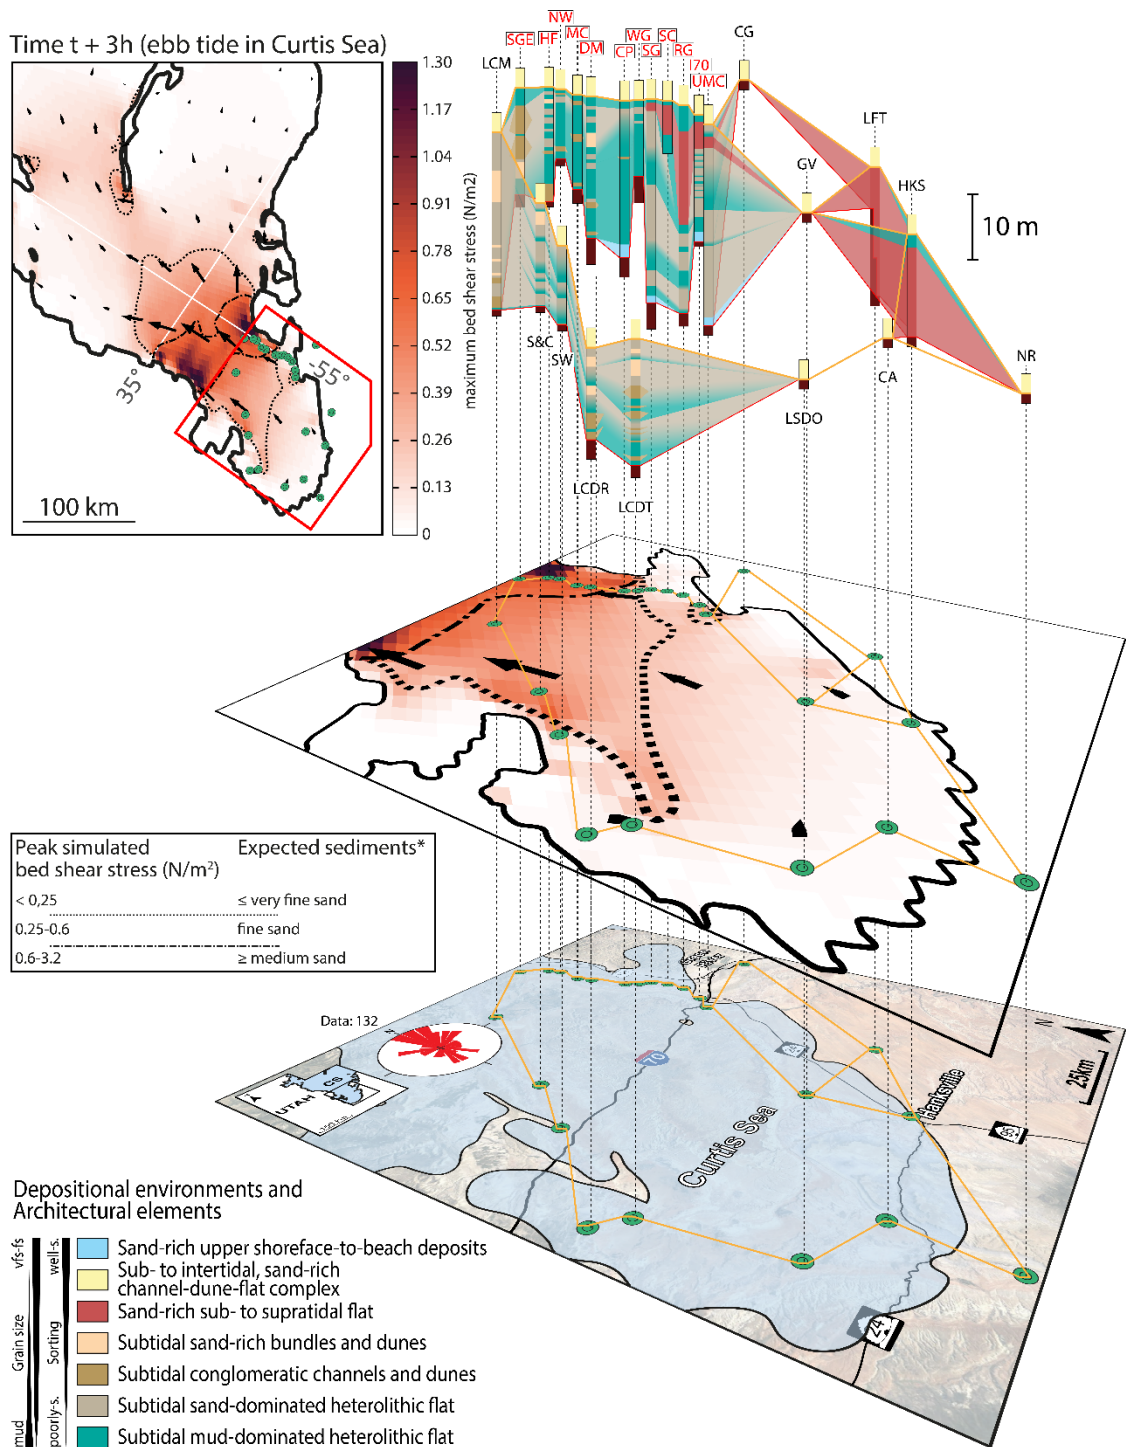 Time t + 3h (ebb tide in Curtis Sea)
1.30
1.17
1.04
0.91
0.78
0.65
0.52
0.39
0.26
0.13
0
maximum bed shear stress (N/m2)
35°
-55°
100 km
LCM
SGE
HF
NW
MC
DM
CP
WG
SG
SC
RG
I70
UMC
CG
GV
LFT
HKS
10 m
S&C
SW
LCDR
LCDT
LSDO
CA
NR
Peak simulated
bed shear stress (N/m²)
Expected sediments*
< 0,25
≤ very fine sand
0.25-0.6
fine sand
0.6-3.2
≥ medium sand
Data: 132
N
UTAH
CS
70
24
Curtis Sea
Hanksville
95
24
N
25km
Depositional environments and
Architectural elements
vfs-fs
Grain size
mud
well-s.
Sorting
poorly-s.
Sand-rich upper shoreface-to-beach deposits
Sub- to intertidal, sand-rich
channel-dune-flat complex
Sand-rich sub- to supratidal flat
Subtidal sand-rich bundles and dunes
Subtidal conglomeratic channels and dunes
Subtidal sand-dominated heterolithic flat
Subtidal mud-dominated heterolithic flat